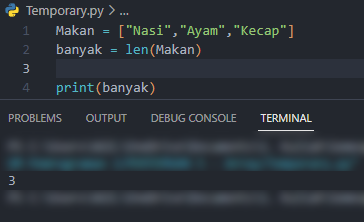 Temporary.py > ...
1 Makan = ["Nasi","Ayam","Kecap"]
2 banyak = len(Makan)
3
4 print(banyak)
PROBLEMS OUTPUT DEBUG CONSOLE TERMINAL
3